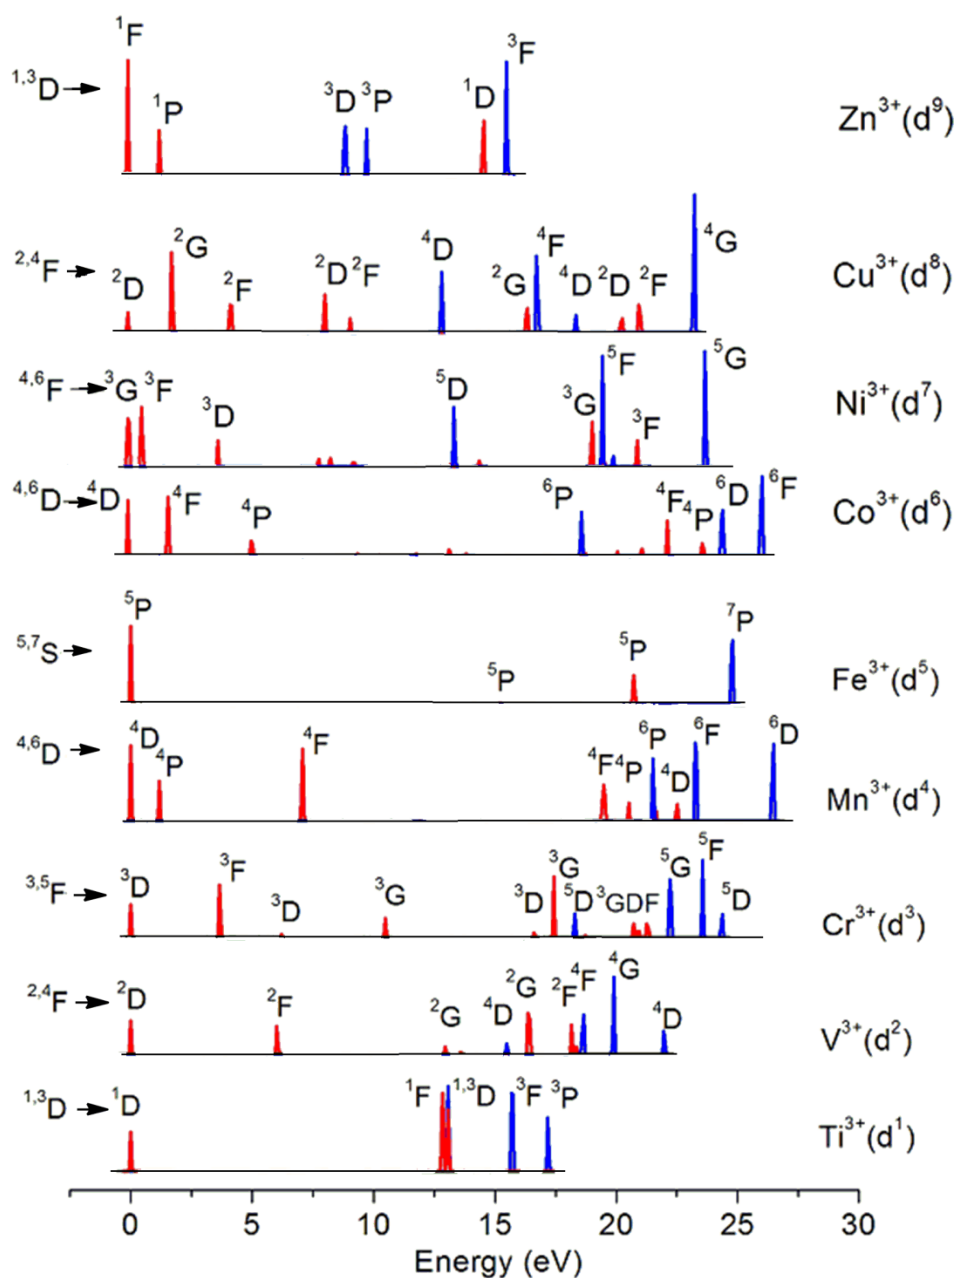 ¹F
³F
¹,³D →
¹P
³D ³P
¹D
Zn³⁺(d⁹)
²,⁴F →
²D
²G
²F
²D ²F
⁴D
²G
⁴F
⁴D ²D ²F
⁴G
Cu³⁺(d⁸)
⁴,⁶F →
³G ³F
³D
⁵D
³G
⁵F
³F
⁵G
Ni³⁺(d⁷)
⁴,⁶D →
⁴D
⁴F
⁴P
⁶P
⁴F ⁴P
⁶D
⁶F
Co³⁺(d⁶)
⁵,⁷S →
⁵P
⁵P
⁵P
⁷P
Fe³⁺(d⁵)
⁴,⁶D →
⁴D
⁴P
⁴F
⁴F ⁴P
⁶P
⁴D
⁶F
⁶D
Mn³⁺(d⁴)
³,⁵F →
³D
³F
³D
³G
³D
³G
⁵D ³GDF
⁵G
⁵F
⁵D
Cr³⁺(d³)
²,⁴F →
²D
²F
²G
⁴D
²G
²F
⁴F
⁴G
⁴D
V³⁺(d²)
¹,³D →
¹D
¹F
¹,³D
³F
³P
Ti³⁺(d¹)
0 5 10 15 20 25 30
Energy (eV)